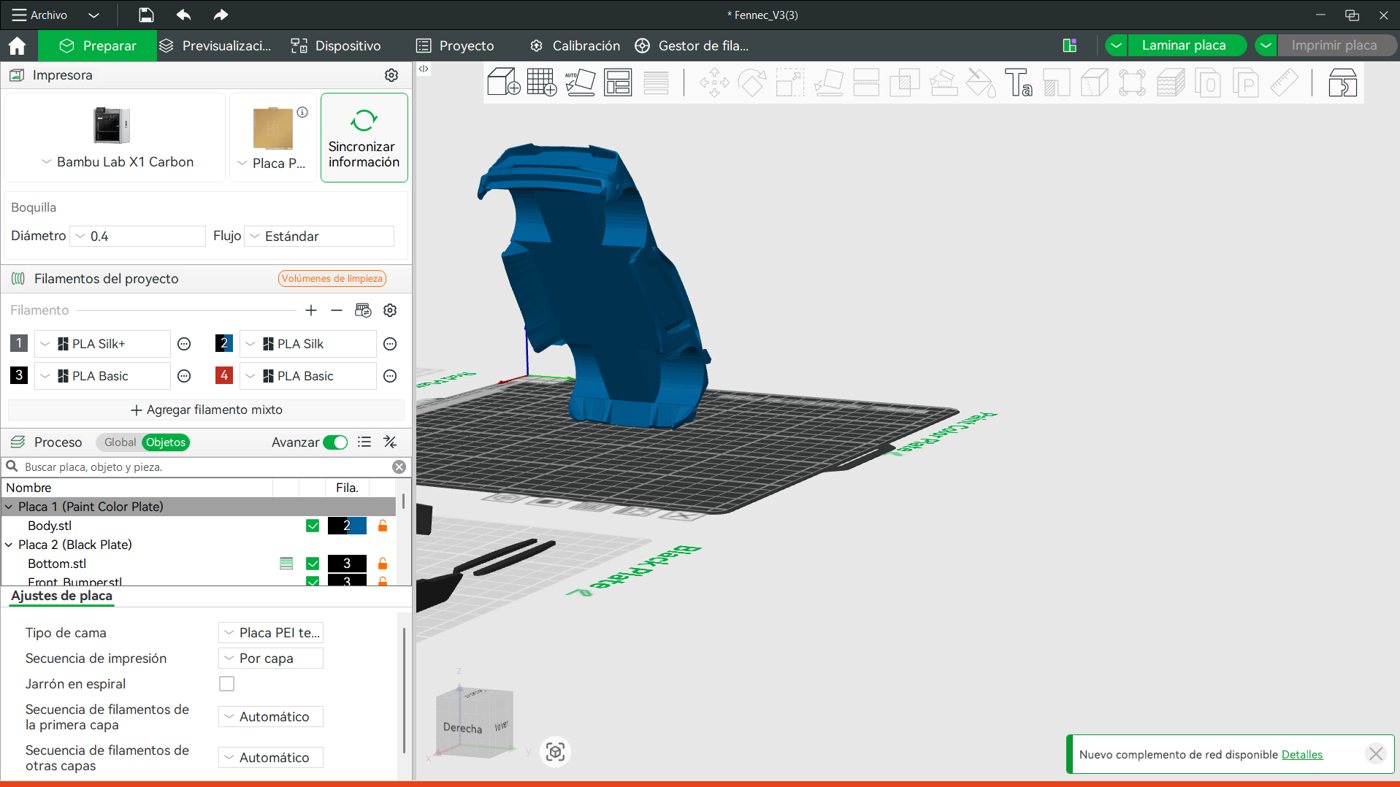 Archivo
* Fennec_V3(3)
Preparar
Previsualizaci...
Dispositivo
Proyecto
Calibración
Gestor de fila...
Laminar placa
Imprimir placa
Impresora
Bambu Lab X1 Carbon
Placa P...
Sincronizar
información
Boquilla
Diámetro
0.4
Flujo
Estándar
Filamentos del proyecto
Volúmenes de limpieza
Filamento
1 PLA Silk+
2 PLA Silk
3 PLA Basic
4 PLA Basic
+ Agregar filamento mixto
Proceso
Global
Objetos
Avanzar
Buscar placa, objeto y pieza.
Nombre
Fila.
Placa 1 (Paint Color Plate)
Body.stl
2
Placa 2 (Black Plate)
Bottom.stl
3
Front_Bumper.stl
3
Ajustes de placa
Tipo de cama
Placa PEI te...
Secuencia de impresión
Por capa
Jarrón en espiral
Secuencia de filamentos de
la primera capa
Automático
Secuencia de filamentos de
otras capas
Automático
Paint Color Plate
Black Plate
z
Derecha
x
y
Nuevo complemento de red disponible Detalles